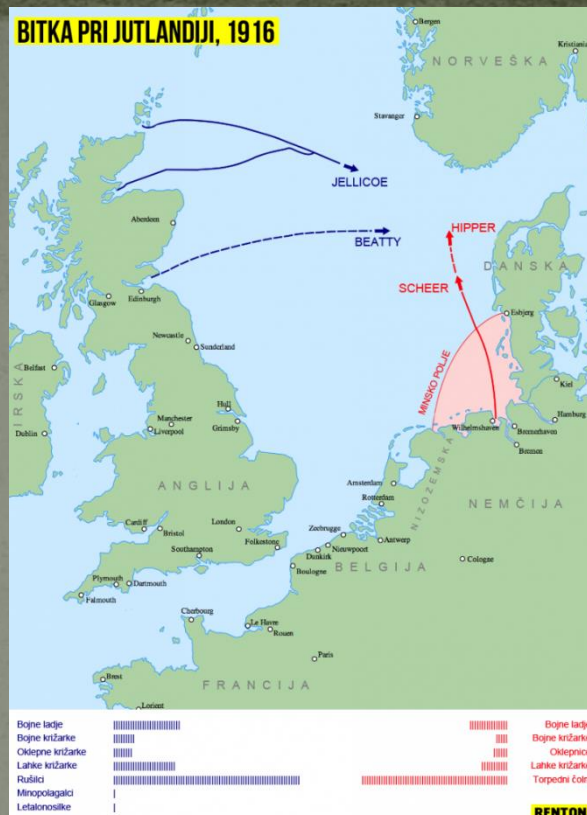 BITKA PRI JUTLANDIJI, 1916
Bergen
Kristiania
NORVEŠKA
Stavanger
JELLICOE
Aberdeen
BEATTY
HIPPER
DANSKA
SCHEER
Edinburgh
Glasgow
Esbjerg
Newcastle
Sunderland
MINSKO POLJE
Belfast
Kiel
IRSKA
Hull
Hamburg
Manchester
Grimsby
Wilhelmshaven
Bremerhaven
Dublin
Liverpool
Bremen
Amsterdam
NIZOZEMSKA
ANGLIJA
Rotterdam
NEMČIJA
Cardiff
London
Zeebrugge
Bristol
Folkestone
Nieuwpoort
Antwerp
Southampton
Dunkirk
Cologne
Boulogne
BELGIJA
Plymouth
Dartmouth
Falmouth
Cherbourg
Le Havre
Rouen
Paris
Brest
FRANCIJA
Lorient
Bojne ladje
Bojne ladje
Bojne križarke
Bojne križarke
Oklepne križarke
Oklepnice
Lahke križarke
Lahke križarke
Rušilci
Torpedni čoln
Minopolagalci
Letalonosilke
RENTON